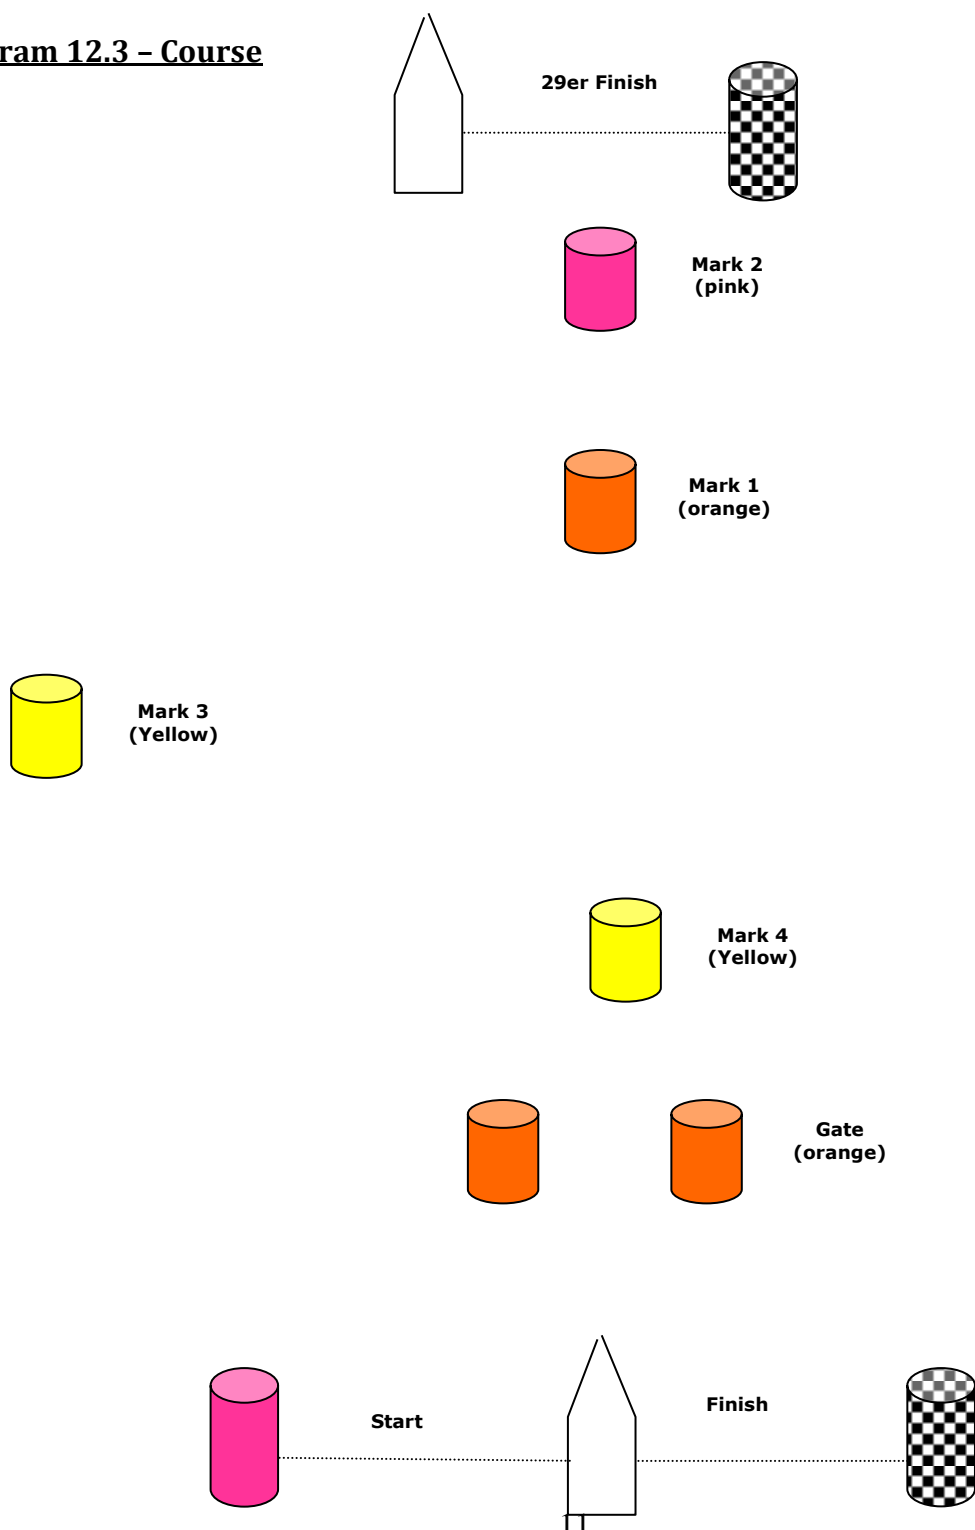 ram 12.3 – Course
29er Finish
Mark 2
(pink)
Mark 1
(orange)
Mark 3
(Yellow)
Mark 4
(Yellow)
Gate
(orange)
Finish
Start